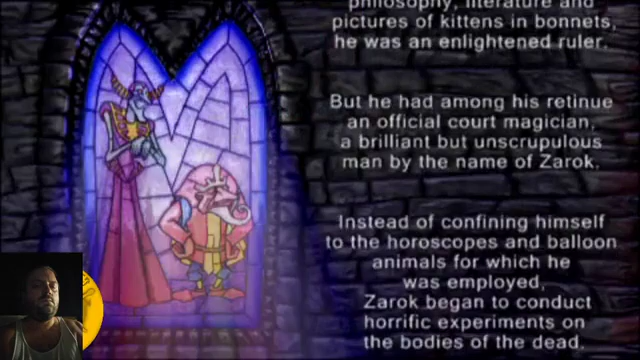 philosophy, literature and
pictures of kittens in bonnets,
he was an enlightened ruler.
But he had among his retinue
an official court magician,
a brilliant but unscrupulous
man by the name of Zarok.
Instead of confining himself
to the horoscopes and balloon
animals for which he
was employed,
Zarok began to conduct
horrific experiments on
the bodies of the dead.